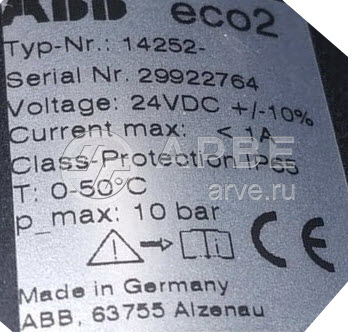 ABB eco2
Typ-Nr.: 14252-
Serial Nr. 29922764
Voltage: 24VDC +/-10%
Current max: < 1A
Class-Protection IP65
T: 0-50°C
p_max: 10 bar
CE
Made in Germany
ABB, 63755 Alzenau
ADBE
arve.ru